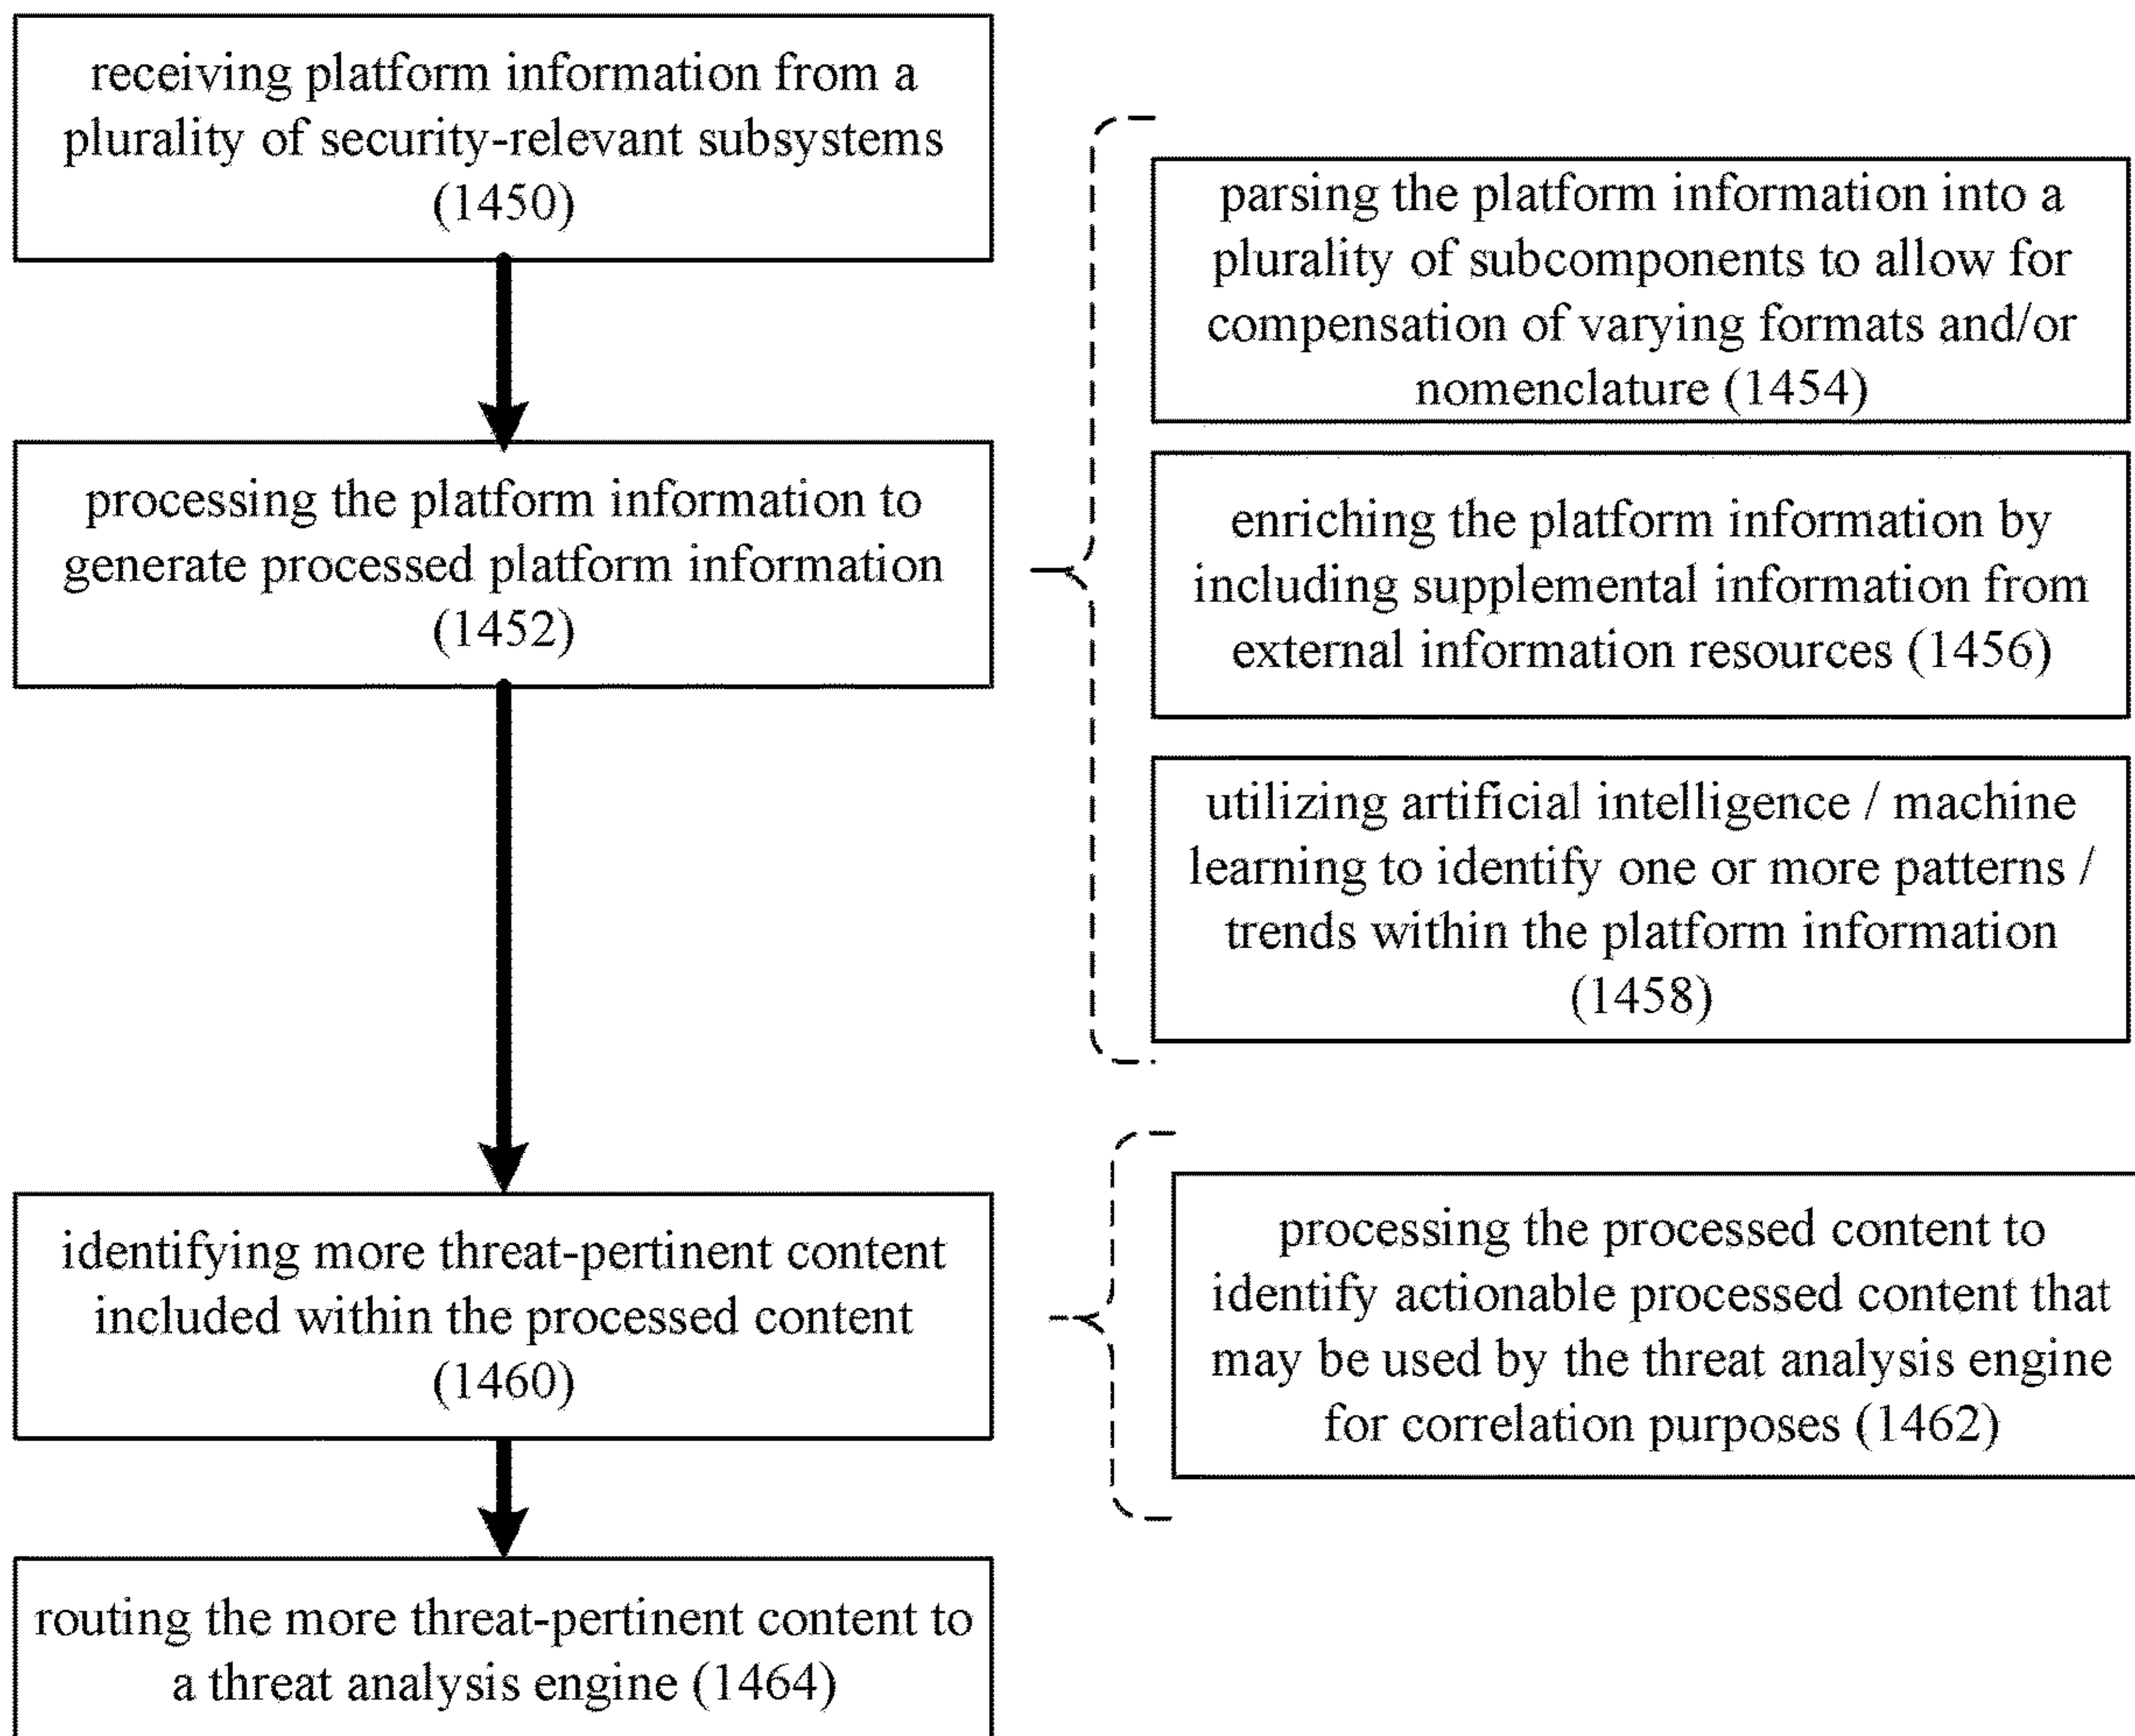 receiving platform information from a
plurality of security-relevant subsystems
(1450)
processing the platform information to
generate processed platform information
(1452)
parsing the platform information into a
plurality of subcomponents to allow for
compensation of varying formats and/or
nomenclature (1454)
enriching the platform information by
including supplemental information from
external information resources (1456)
utilizing artificial intelligence / machine
learning to identify one or more patterns /
trends within the platform information
(1458)
identifying more threat-pertinent content
included within the processed content
(1460)
processing the processed content to
identify actionable processed content that
may be used by the threat analysis engine
for correlation purposes (1462)
routing the more threat-pertinent content to
a threat analysis engine (1464)